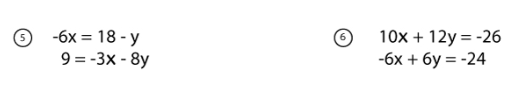 5 -6x = 18 - y
9 = -3x - 8y
6 10x + 12y = -26
-6x + 6y = -24